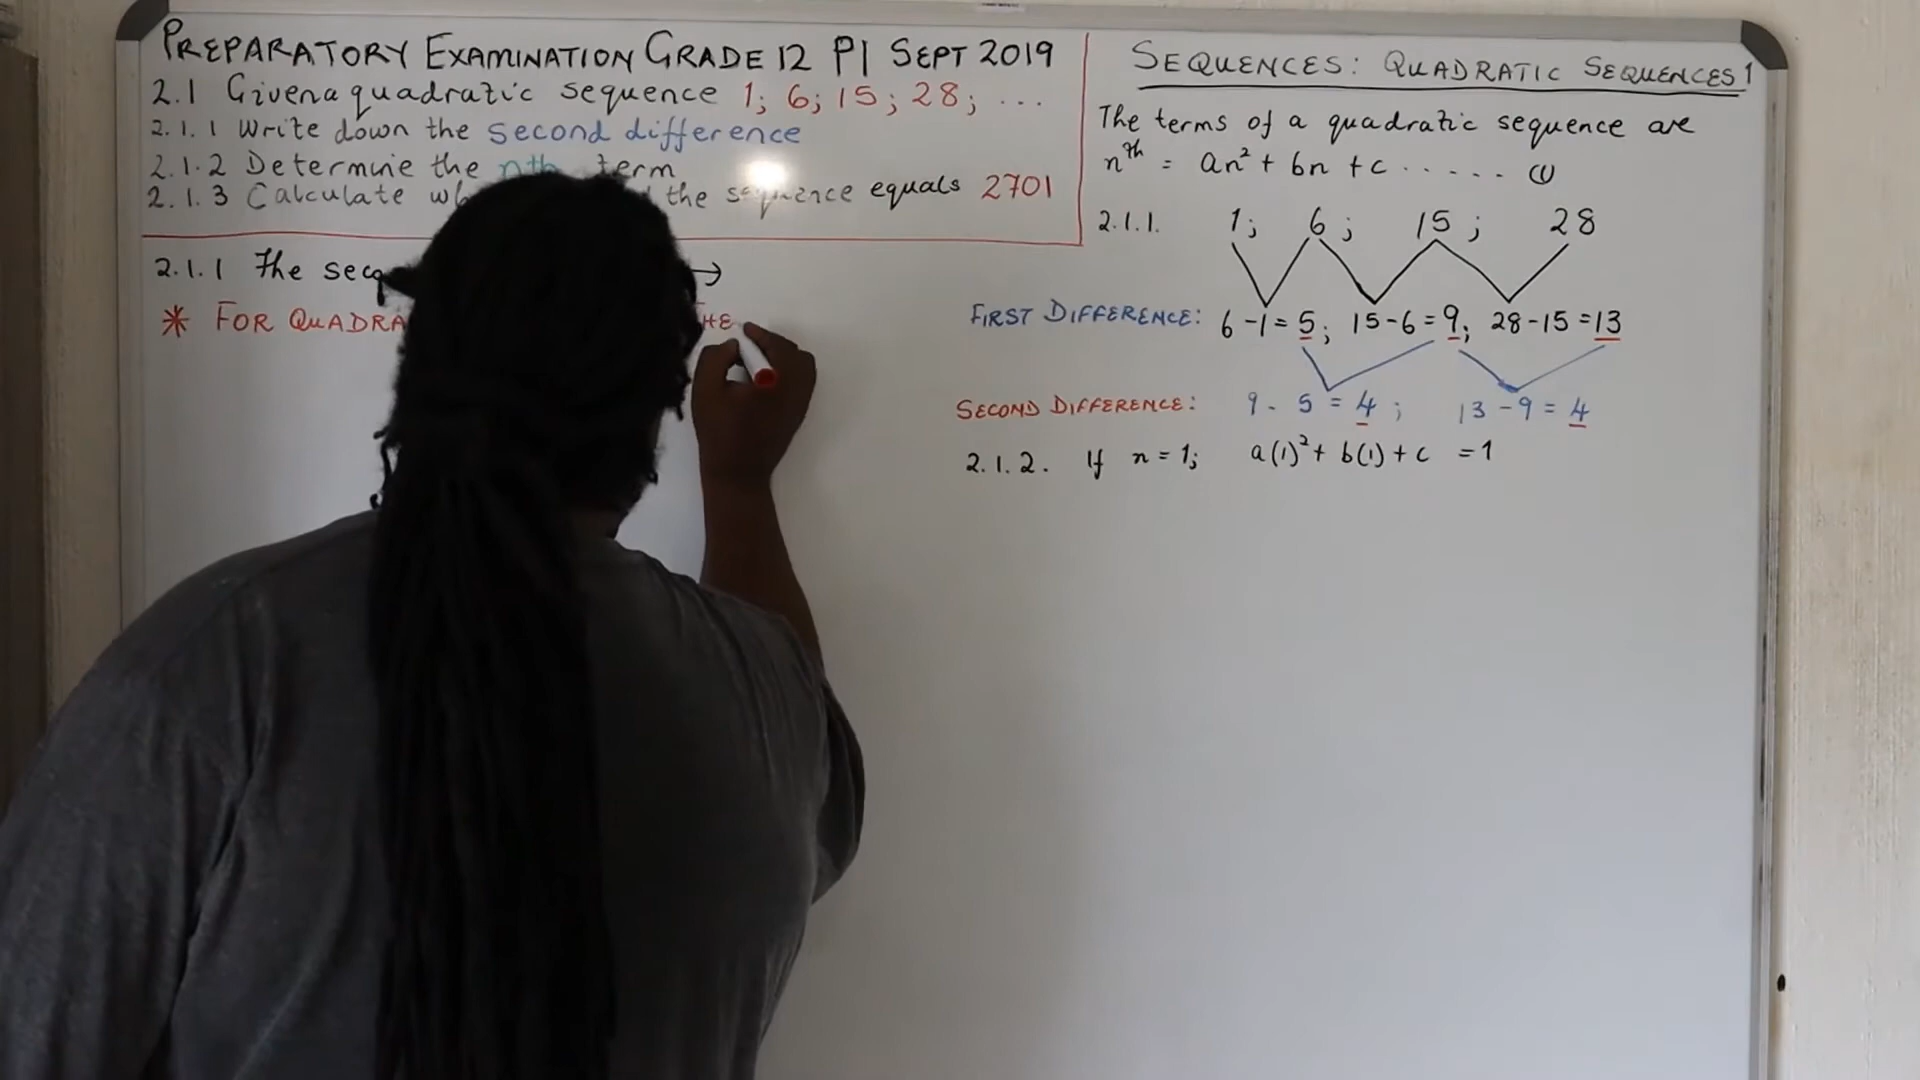 PREPARATORY EXAMINATION GRADE 12 P1 SEPT 2019
2.1 Given a quadratic sequence 1; 6; 15; 28; ...
2.1.1 Write down the second difference
2.1.2 Determine the nth term
2.1.3 Calculate the sequence equals 2701
2.1.1 The →
* FOR
SEQUENCES: QUADRATIC SEQUENCES 1
The terms of a quadratic sequence are
n^th = an² + bn + c ..... (1)
2.1.1. 1; 6; 15; 28
FIRST DIFFERENCE: 6 - 1 = 5; 15 - 6 = 9; 28 - 15 = 13
SECOND DIFFERENCE: 9 - 5 = 4; 13 - 9 = 4
2.1.2. If n = 1; a(1)² + b(1) + c = 1